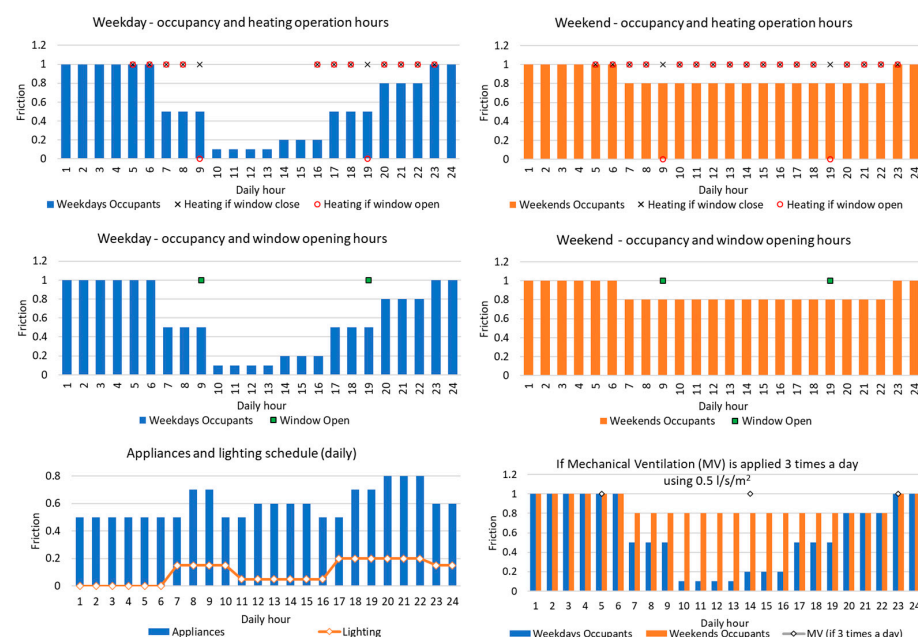 Weekday - occupancy and heating operation hours
1.2
1
0.8
0.6
0.4
0.2
0
Friction
1 2 3 4 5 6 7 8 9 10 11 12 13 14 15 16 17 18 19 20 21 22 23 24
Daily hour
Weekdays Occupants × Heating if window close Heating if window open
Weekend - occupancy and heating operation hours
1.2
1
0.8
0.6
0.4
0.2
0
Friction
1 2 3 4 5 6 7 8 9 10 11 12 13 14 15 16 17 18 19 20 21 22 23 24
Daily hour
Weekends Occupants × Heating if window close Heating if window open
Weekday - occupancy and window opening hours
1.2
1
0.8
0.6
0.4
0.2
0
Friction
1 2 3 4 5 6 7 8 9 10 11 12 13 14 15 16 17 18 19 20 21 22 23 24
Daily hour
Weekdays Occupants Window Open
Weekend - occupancy and window opening hours
1.2
1
0.8
0.6
0.4
0.2
0
Friction
1 2 3 4 5 6 7 8 9 10 11 12 13 14 15 16 17 18 19 20 21 22 23 24
Daily hour
Weekends Occupants Window Open
Appliances and lighting schedule (daily)
0.8
0.6
0.4
0.2
0
Friction
1 2 3 4 5 6 7 8 9 10 11 12 13 14 15 16 17 18 19 20 21 22 23 24
Daily hour
Appliances Lighting
If Mechanical Ventilation (MV) is applied 3 times a day
using 0.5 l/s/m²
1.2
1
0.8
0.6
0.4
0.2
0
Friction
1 2 3 4 5 6 7 8 9 10 11 12 13 14 15 16 17 18 19 20 21 22 23 24
Daily hour
Weekdays Occupants Weekends Occupants MV (if 3 times a day)